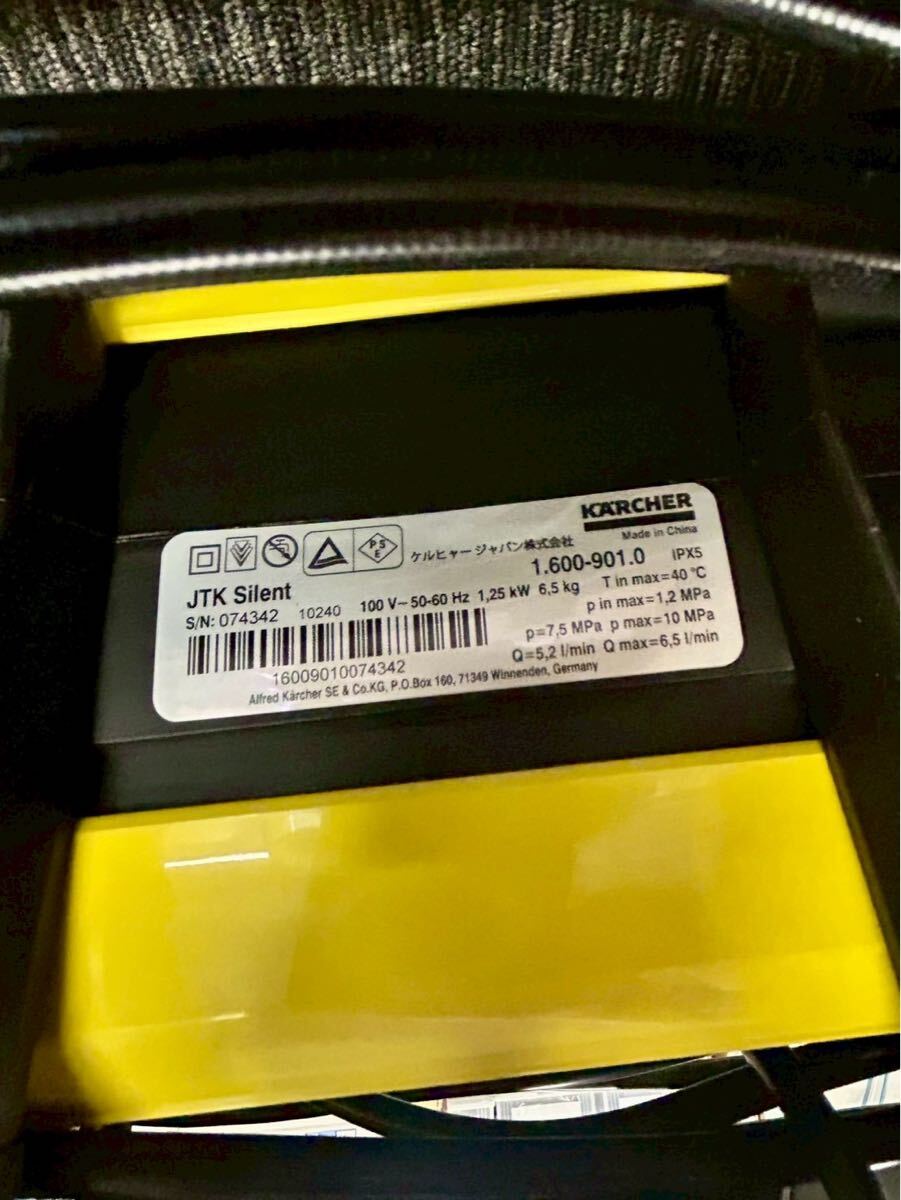 KÄRCHER
Made in China
PSE
ケルヒャー ジャパン株式会社
1.600-901.0 IPX5
JTK Silent
S/N: 074342 10240 100 V~50-60 Hz 1,25 kW 6,5 kg T in max=40 °C
p in max=1,2 MPa
p=7,5 MPa p max=10 MPa
Q=5,2 l/min Q max=6,5 l/min
16009010074342
Alfred Kärcher SE & Co.KG, P.O.Box 160, 71349 Winnenden, Germany